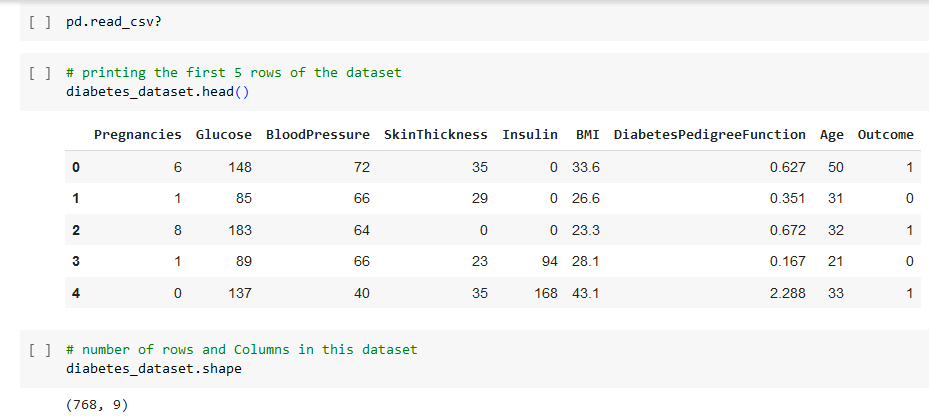 [ ] pd.read_csv?
[ ] # printing the first 5 rows of the dataset
diabetes_dataset.head()
Pregnancies Glucose BloodPressure SkinThickness Insulin BMI DiabetesPedigreeFunction Age Outcome
0 6 148 72 35 0 33.6 0.627 50 1
1 1 85 66 29 0 26.6 0.351 31 0
2 8 183 64 0 0 23.3 0.672 32 1
3 1 89 66 23 94 28.1 0.167 21 0
4 0 137 40 35 168 43.1 2.288 33 1
[ ] # number of rows and Columns in this dataset
diabetes_dataset.shape
(768, 9)